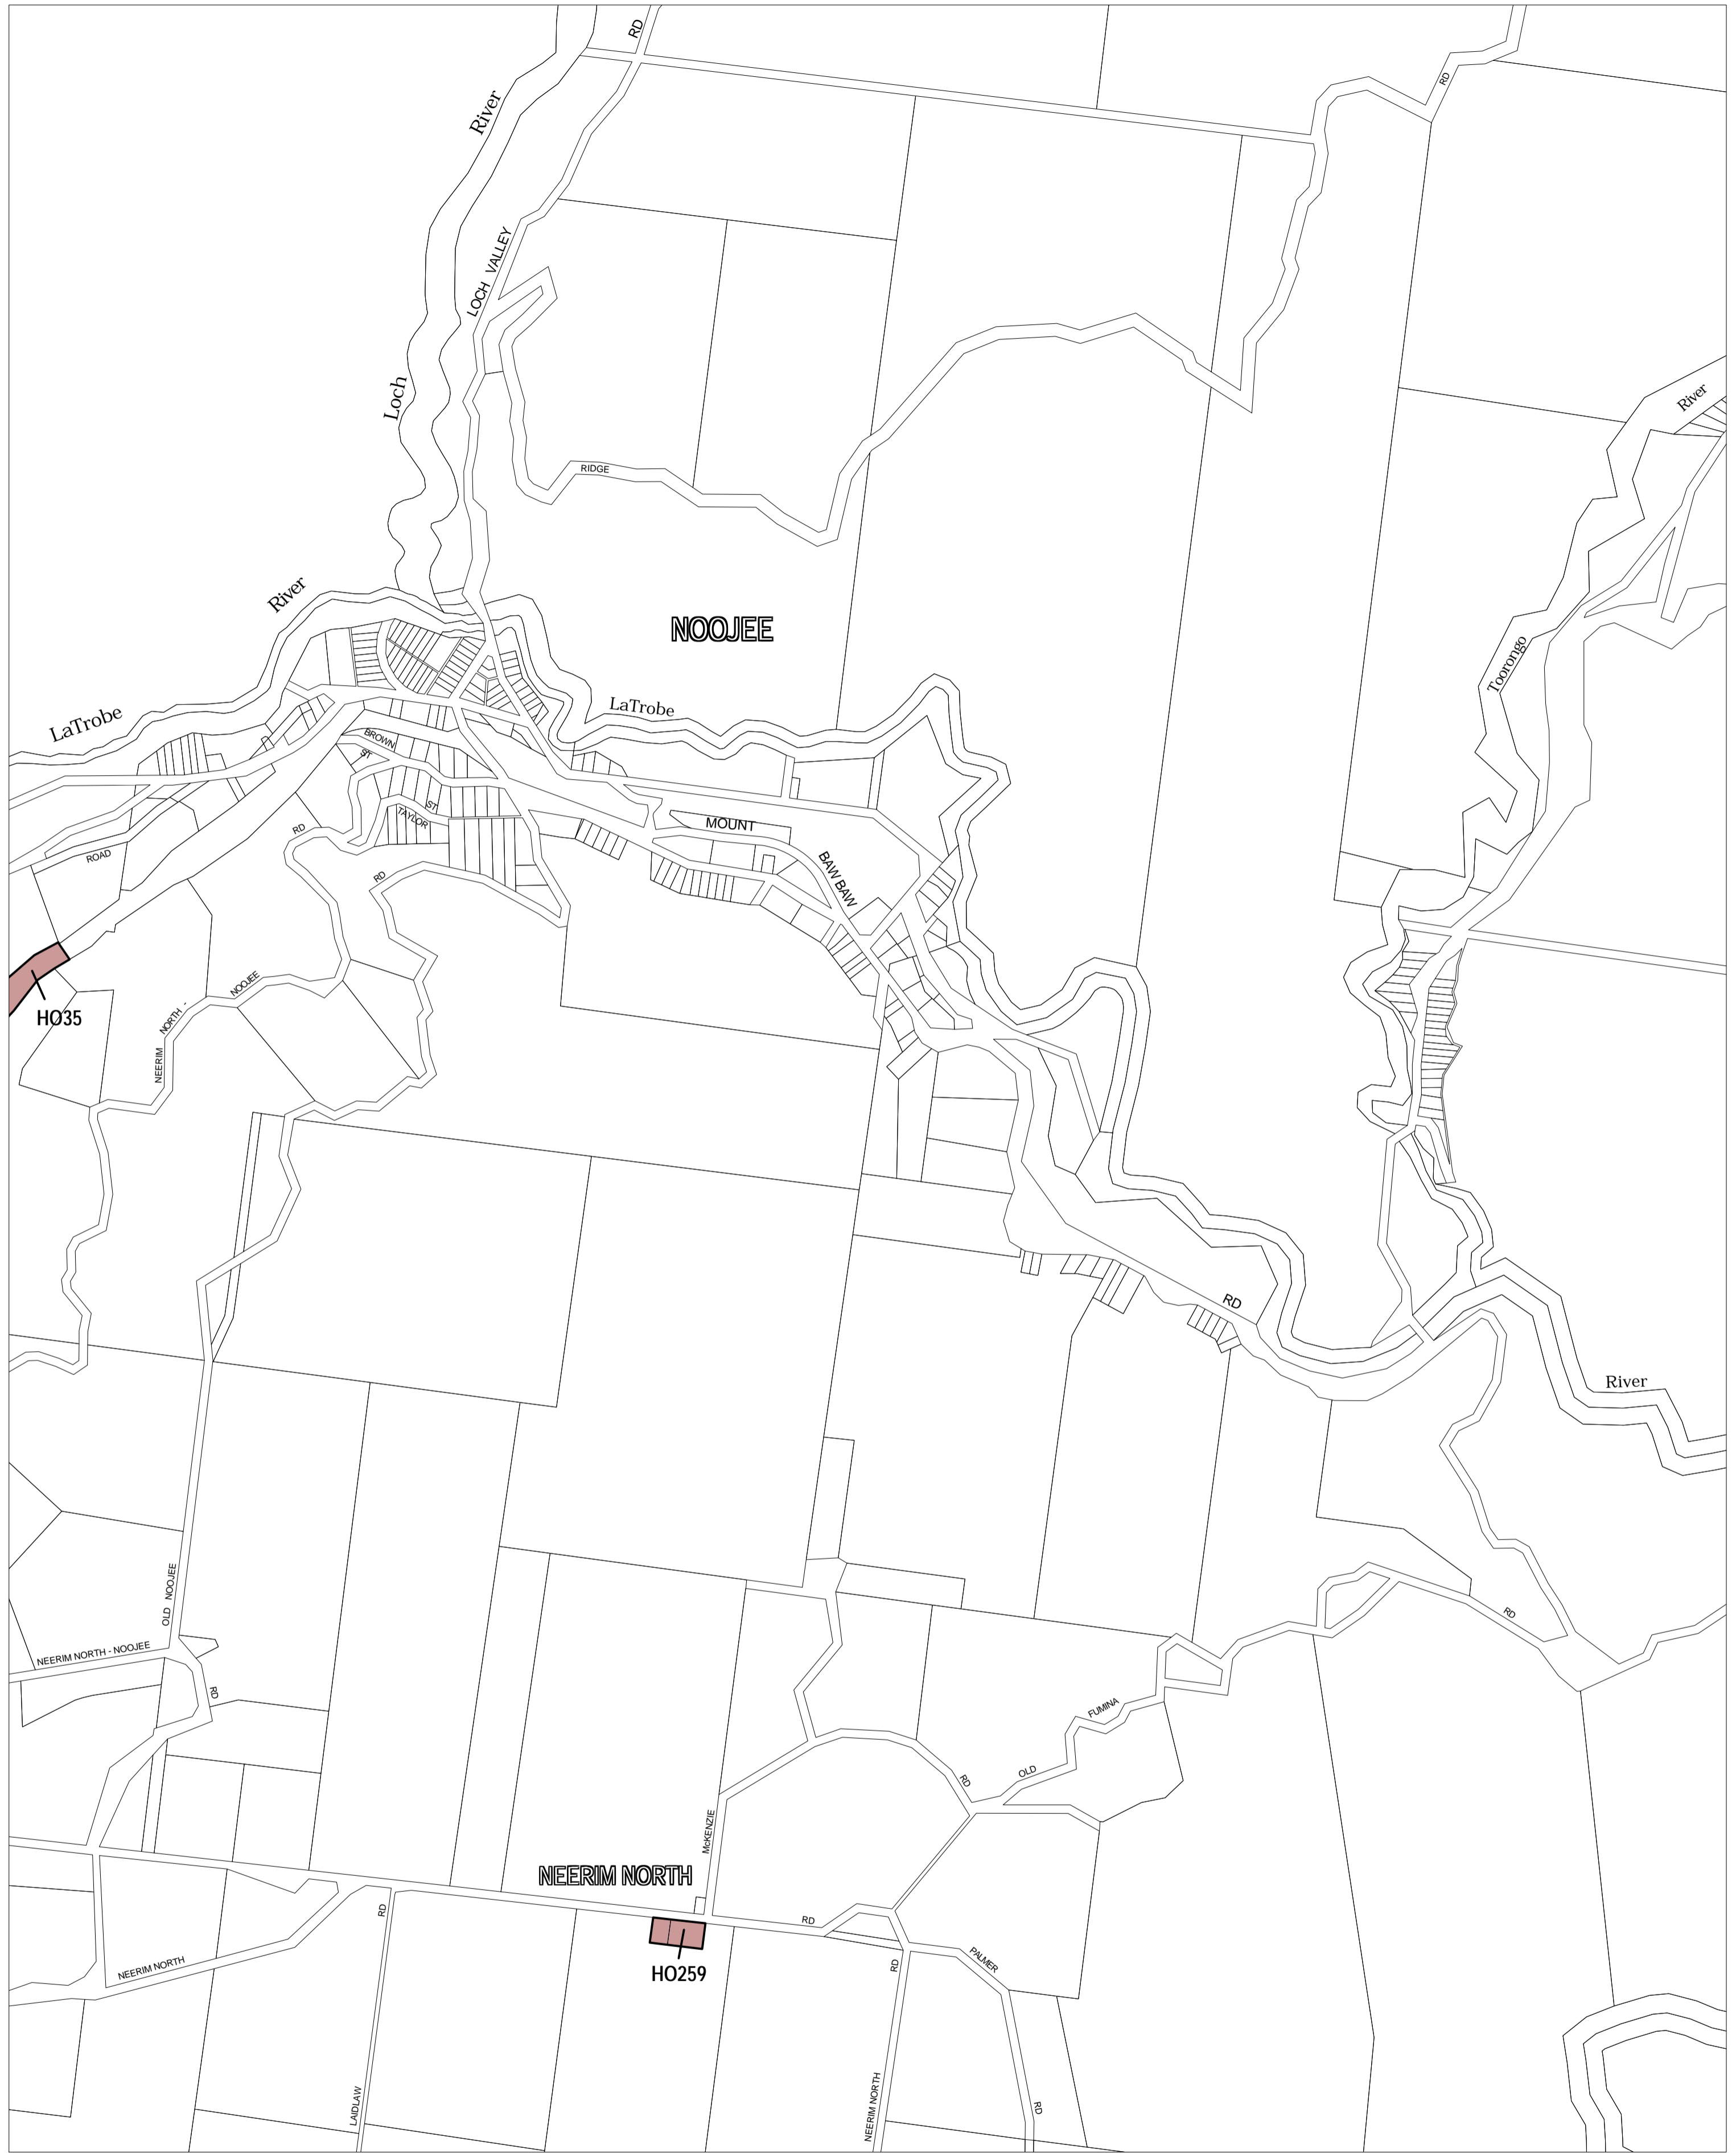 RD
River
RD
LOCH VALLEY
Loch
River
RIDGE
River
NOOJEE
Toorongo
LaTrobe
LaTrobe
BROWN
ST
ST
TAYLOR
MOUNT
RD
ROAD
BAW BAW
RD
NOOJEE
NORTH -
NEERIM
HO35
RD
River
OLD NOOJEE
RD
NEERIM NORTH - NOOJEE
RD
FUMINA
OLD
RD
McKENZIE
NEERIM NORTH
RD
RD
PALMER
RD
NEERIM NORTH
HO259
LAIDLAW
NEERIM NORTH
RD